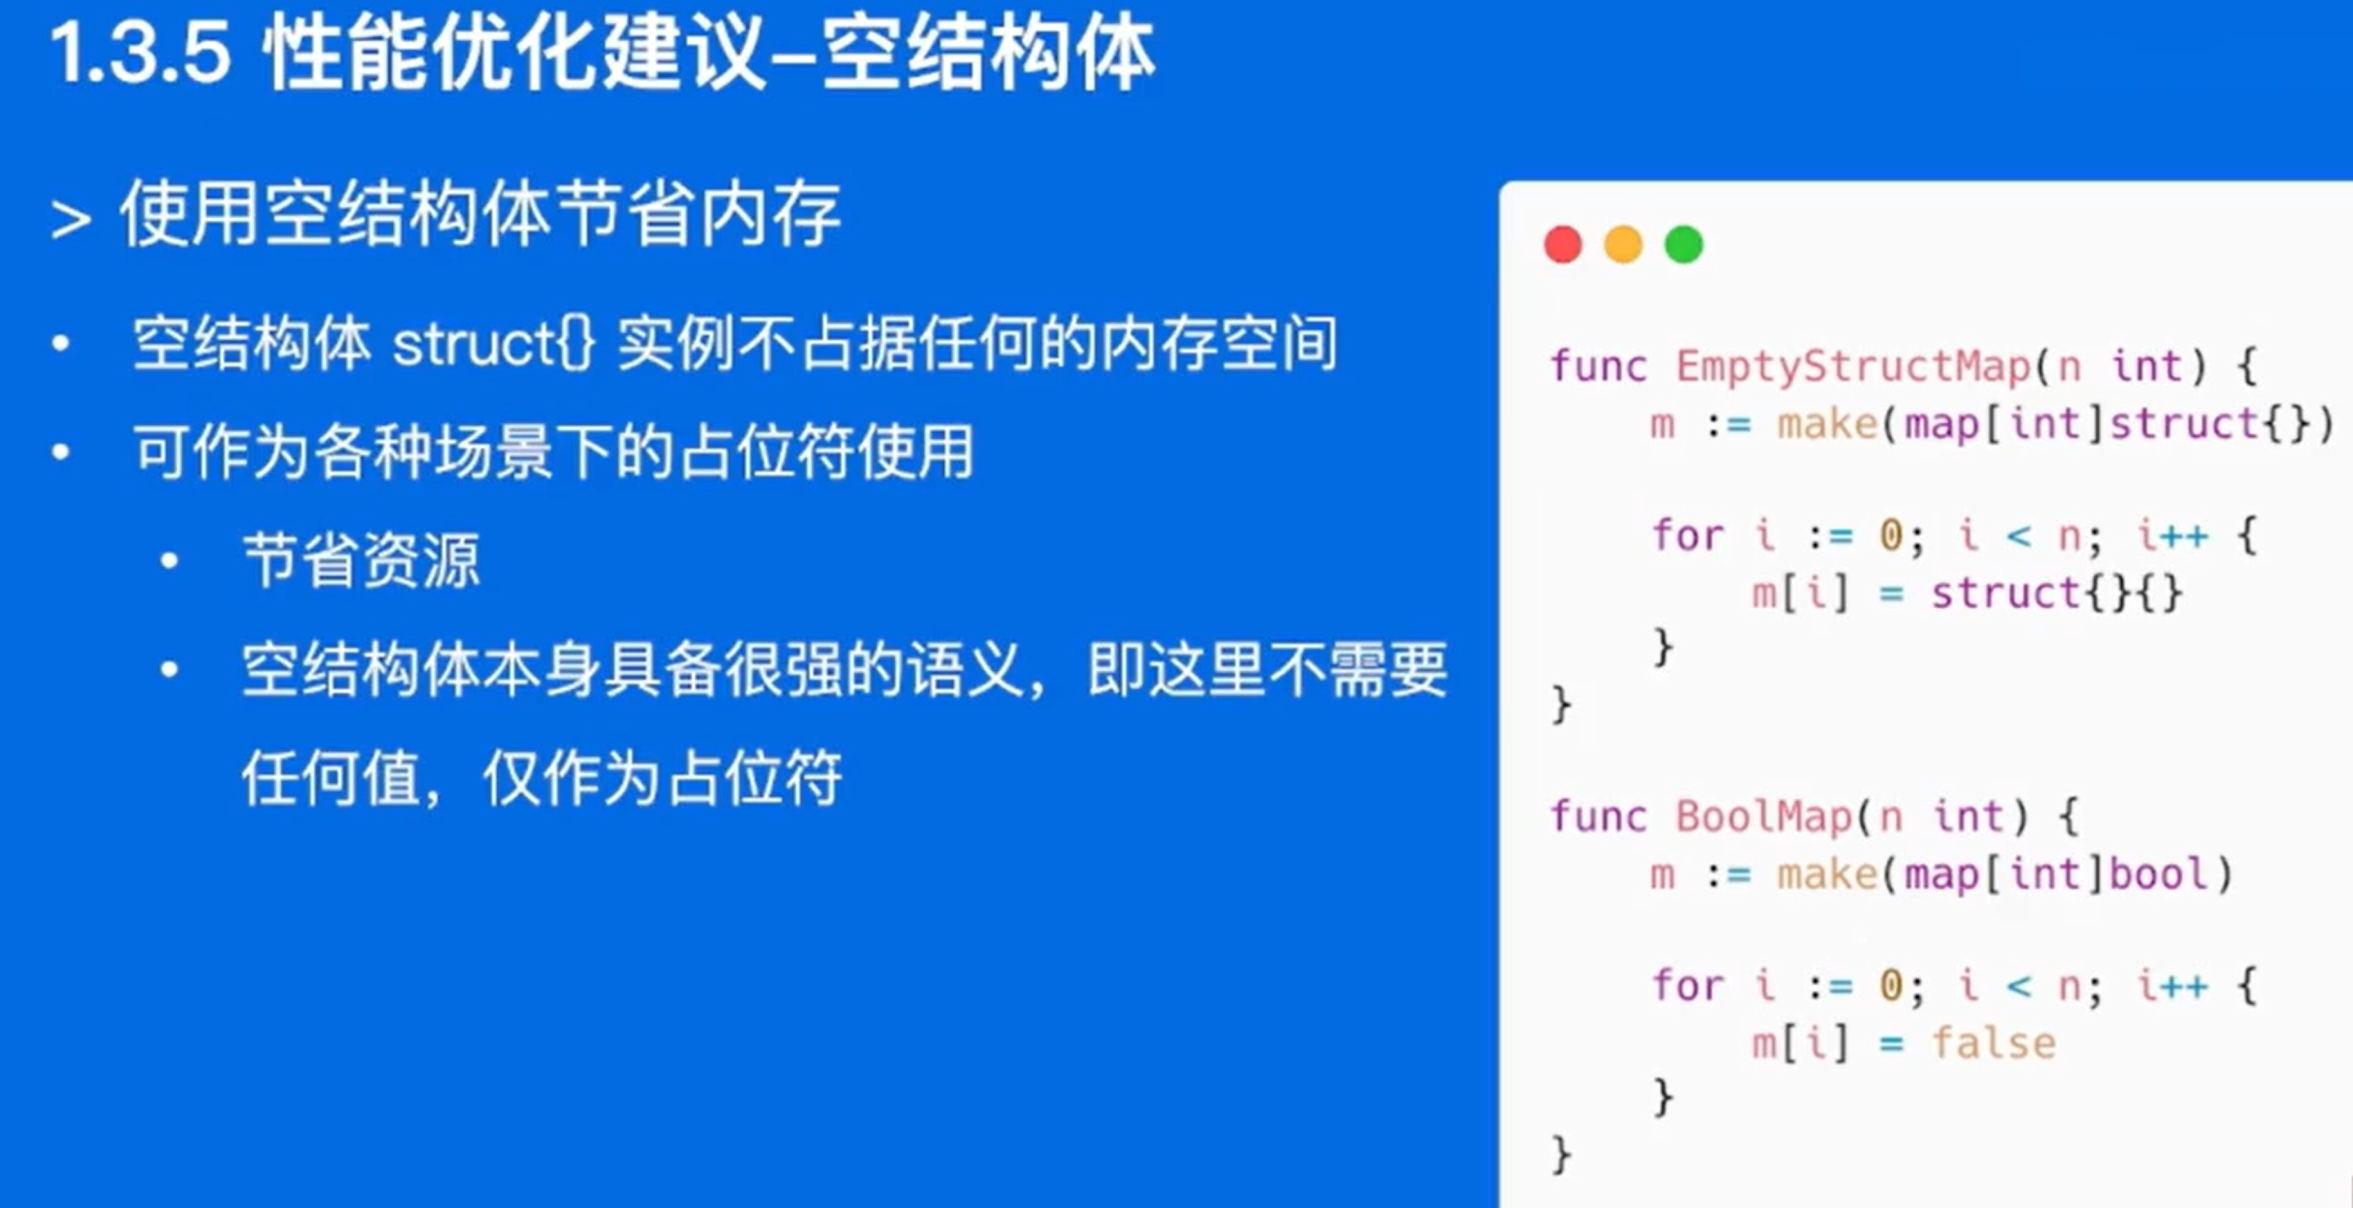 1.3.5 性能优化建议-空结构体
> 使用空结构体节省内存
• 空结构体 struct{} 实例不占据任何的内存空间
• 可作为各种场景下的占位符使用
• 节省资源
• 空结构体本身具备很强的语义，即这里不需要
任何值，仅作为占位符
func EmptyStructMap(n int) {
    m := make(map[int]struct{})

    for i := 0; i < n; i++ {
        m[i] = struct{}{}
    }
}

func BoolMap(n int) {
    m := make(map[int]bool)

    for i := 0; i < n; i++ {
        m[i] = false
    }
}